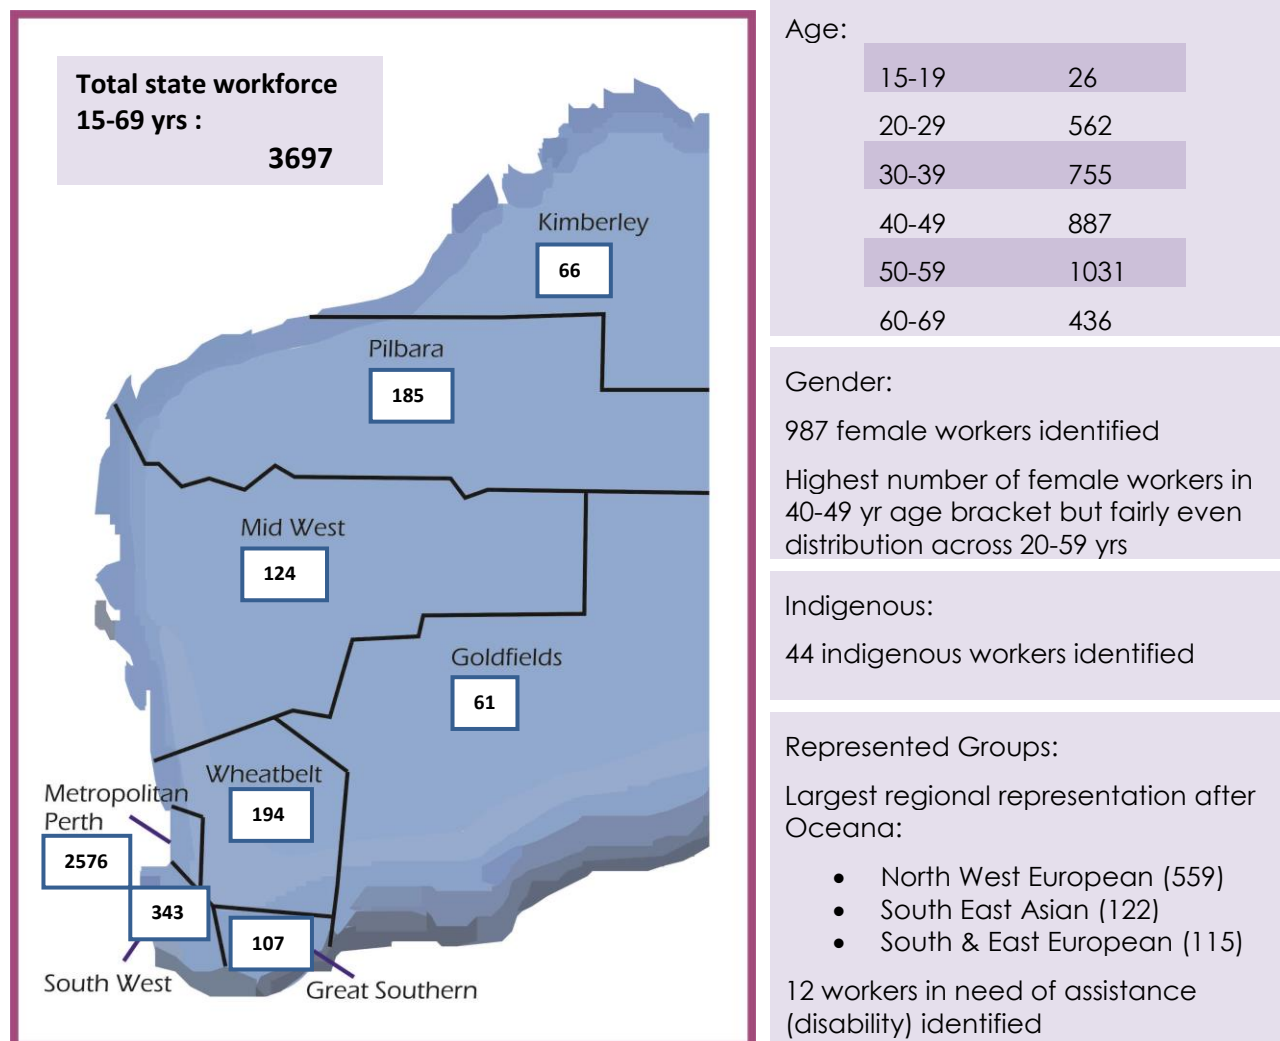 Total state workforce
15-69 yrs :
3697
Kimberley
66
Pilbara
185
Mid West
124
Goldfields
61
Wheatbelt
194
Metropolitan
Perth
2576
343
107
South West
Great Southern
Age:
15-19 26
20-29 562
30-39 755
40-49 887
50-59 1031
60-69 436
Gender:
987 female workers identified
Highest number of female workers in
40-49 yr age bracket but fairly even
distribution across 20-59 yrs
Indigenous:
44 indigenous workers identified
Represented Groups:
Largest regional representation after
Oceana:
• North West European (559)
• South East Asian (122)
• South & East European (115)
12 workers in need of assistance
(disability) identified